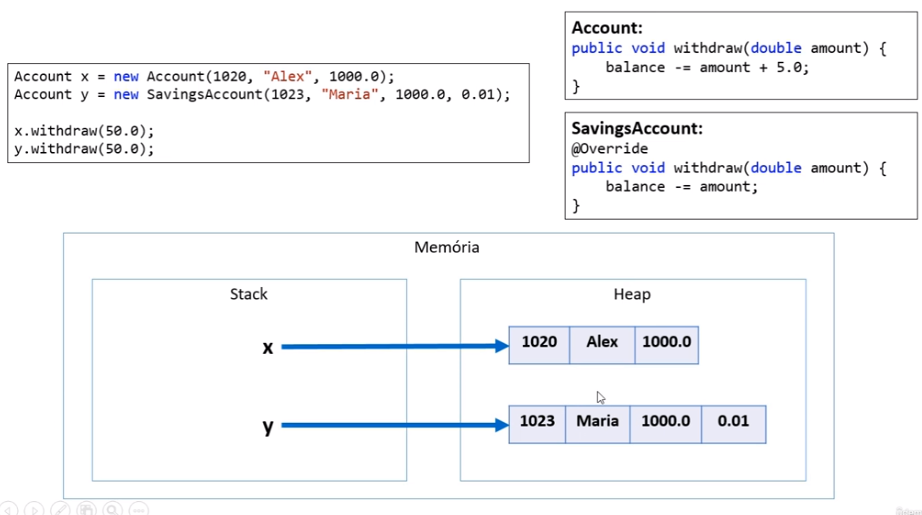 Account x = new Account(1020, "Alex", 1000.0);
Account y = new SavingsAccount(1023, "Maria", 1000.0, 0.01);
x.withdraw(50.0);
y.withdraw(50.0);
Account:
public void withdraw(double amount) {
balance -= amount + 5.0;
}
SavingsAccount:
@Override
public void withdraw(double amount) {
balance -= amount;
}
Memória
Stack
Heap
x
1020 Alex 1000.0
y
1023 Maria 1000.0 0.01